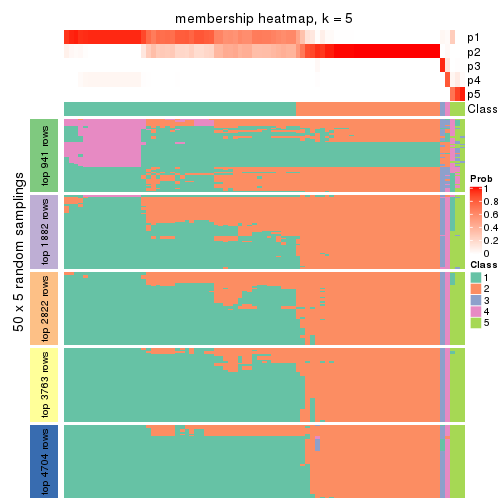 membership heatmap, k = 5
p1
p2
p3
p4
p5
Class
50 x 5 random samplings
top 941 rows
top 1882 rows
top 2822 rows
top 3763 rows
top 4704 rows
Prob
1
0.8
0.6
0.4
0.2
0
Class
1
2
3
4
5